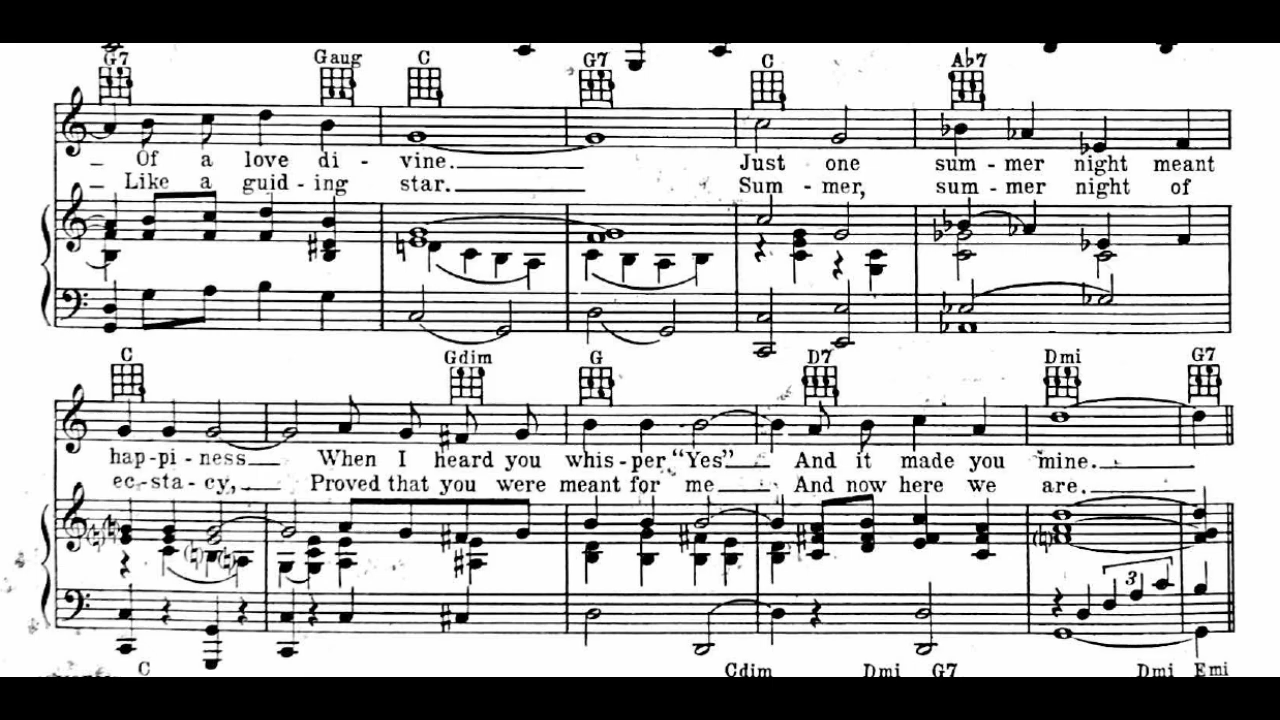 G7 Gaug C G7 C Ab7
Of a love di - vine. Just one sum - mer night meant
Like a guid - ing star. Sum - mer, sum - mer night of
C Gdim G D7 Dmi G7
hap - pi - ness When I heard you whis - per "Yes" And it made you mine.
ec - sta - cy, Proved that you were meant for me And now here we are.
3
C Cdim Dmi G7 Dmi Emi